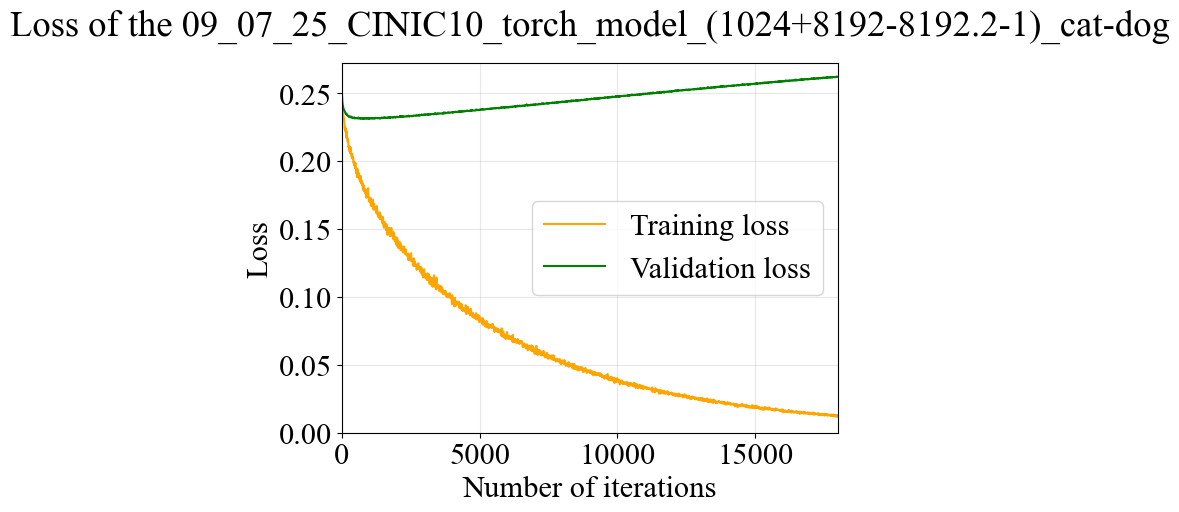 Loss of the 09_07_25_CINIC10_torch_model_(1024+8192-8192.2-1)_cat-dog
0.25
0.20
0.15
0.10
0.05
0.00
Loss
Training loss
Validation loss
0 5000 10000 15000
Number of iterations